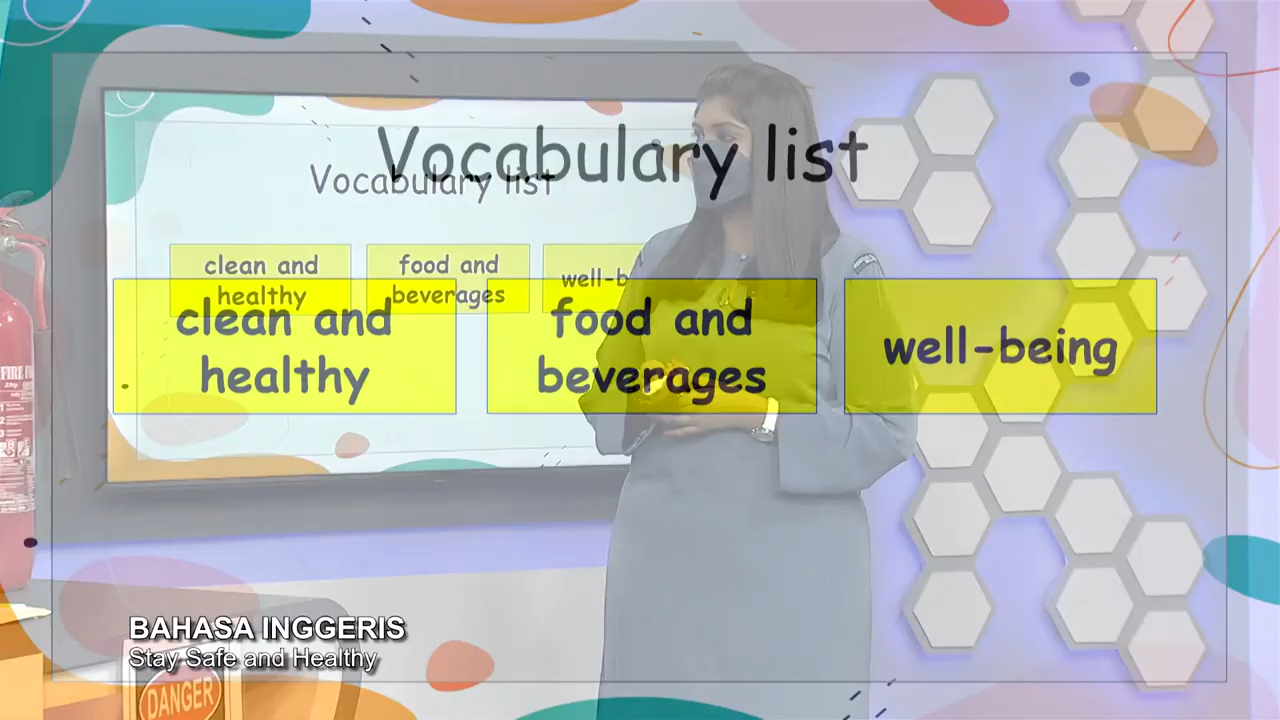 Vocabulary list
Vocabulary list
clean and
healthy
food and
beverages
well-b
clean and
healthy
food and
beverages
well-being
BAHASA INGGERIS
Stay Safe and Healthy
DANGER